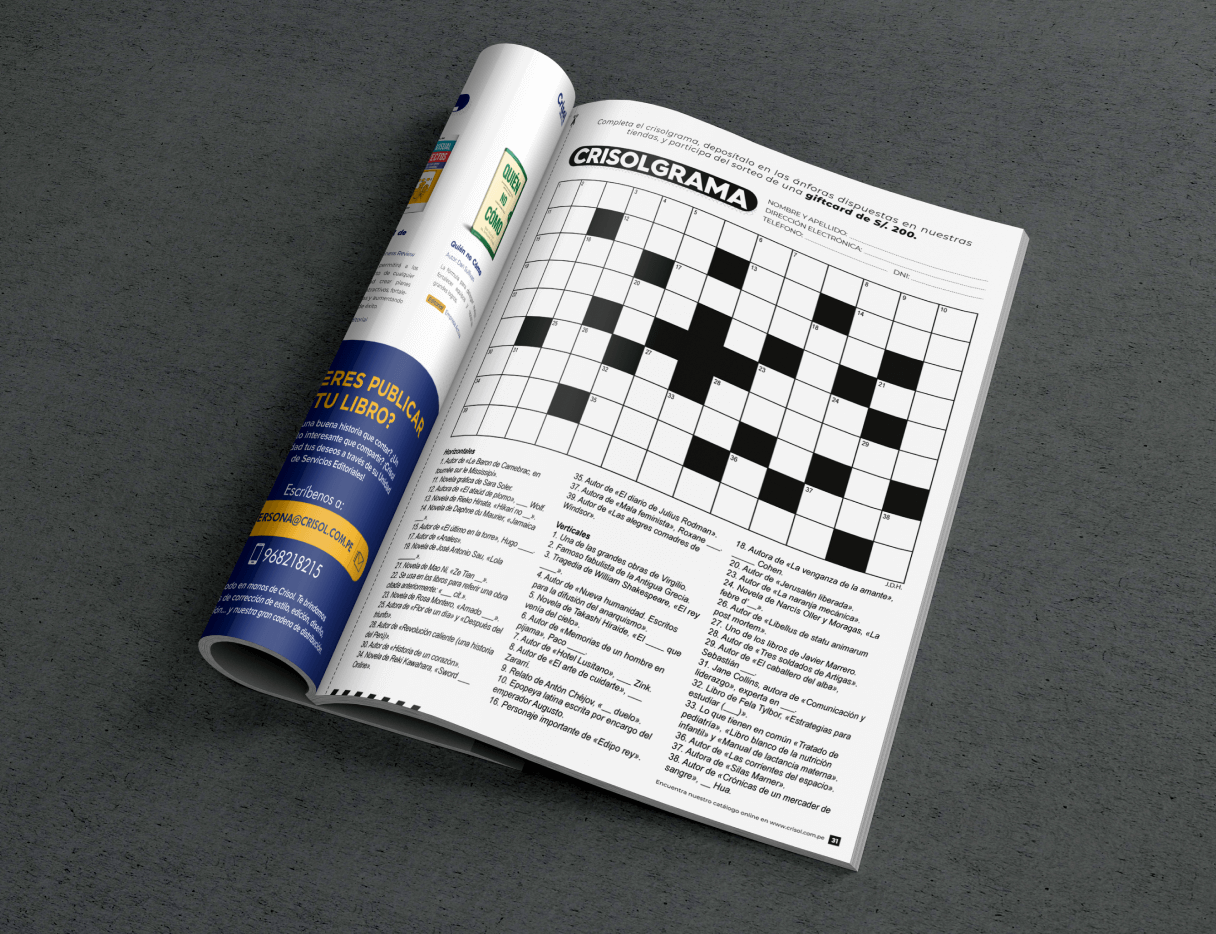 Crisol
QUIÉN
NO
CÓMO
Quién no Cómo
Autor: Dan Sullivan
ERES PUBLICAR
TU LIBRO?
una buena historia que contar? ¿Un
o interesante que compartir? ¡Crisol
dad tus deseos a través de su Unidad
de Servicios Editoriales!
Escríbenos a:
ERSONA@CRISOL.COM.PE
968218215
ado en manos de Crisol. Te brindamos
de corrección de estilo, edición, diseño,
ón... y nuestra gran cadena de distribución.
Completa el crisolgrama, deposítalo en las ánforas dispuestas en nuestras
tiendas, y participa del sorteo de una giftcard de S/. 200.
CRISOLGRAMA
NOMBRE Y APELLIDO:
DIRECCIÓN ELECTRÓNICA:
TELÉFONO:
DNI:
J.D.H.
Horizontales
1. Autor de «Le Baron de Camebrac, en
tournée sur le Mississipi».
11. Novela gráfica de Sara Soler.
12. Autora de «El ataúd de plomo», ___ Wolf.
13. Novela de Rieko Hinata, «Hikari no ___».
14. Novela de Daphne du Maurier, «Jamaica
___».
15. Autor de «El último en la torre», Hugo ___.
17. Autor de «Anales».
19. Novela de José Antonio Sau, «Lola
___».
21. Novela de Mao Ni, «Ze Tian ___».
22. Se usa en los libros para referir una obra
citada anteriormente: «___ cit.».
23. Novela de Rosa Montero, «Amado ___».
25. Autora de «Flor de un día» y «Después del
triunfo».
28. Autor de «Revolución caliente (una historia
del Perú)».
30. Autor de «Historia de un corazón».
34. Novela de Reki Kawahara, «Sword ___
Online».
35. Autor de «El diario de Julius Rodman».
37. Autora de «Mala feminista», Roxane ___.
39. Autor de «Las alegres comadres de
Windsor».
Verticales
1. Una de las grandes obras de Virgilio.
2. Famoso fabulista de la Antigua Grecia.
3. Tragedia de William Shakespeare, «El rey
___».
4. Autor de «Nueva humanidad. Escritos
para la difusión del anarquismo».
5. Novela de Takashi Hiraide, «El ___ que
venía del cielo».
6. Autor de «Memorias de un hombre en
pijama», Paco ___.
7. Autor de «Hotel Lusitano», ___ Zink.
8. Autor de «El arte de cuidarte», ___
Zararri.
9. Relato de Antón Chéjov, «___ duelo».
10. Epopeya latina escrita por encargo del
emperador Augusto.
16. Personaje importante de «Edipo rey».
18. Autora de «La venganza de la amante»,
___ Cohen.
20. Autor de «Jerusalén liberada».
23. Autor de «La naranja mecánica».
24. Novela de Narcís Oller y Moragas, «La
febre d'___».
26. Autor de «Libellus de statu animarum
post mortem».
27. Uno de los libros de Javier Marrero.
28. Autor de «Tres soldados de Artigas».
29. Autor de «El caballero del alba»,
Sebastián ___.
31. Jane Collins, autora de «Comunicación y
liderazgo», experta en ___.
32. Libro de Fela Tylbor, «Estrategias para
estudiar (___)».
33. Lo que tienen en común «Tratado de
pediatría», «Libro blanco de la nutrición
infantil» y «Manual de lactancia materna».
36. Autor de «Las corrientes del espacio».
37. Autora de «Silas Marner».
38. Autor de «Crónicas de un mercader de
sangre», ___ Hua.
Encuentra nuestro catálogo online en www.crisol.com.pe
31